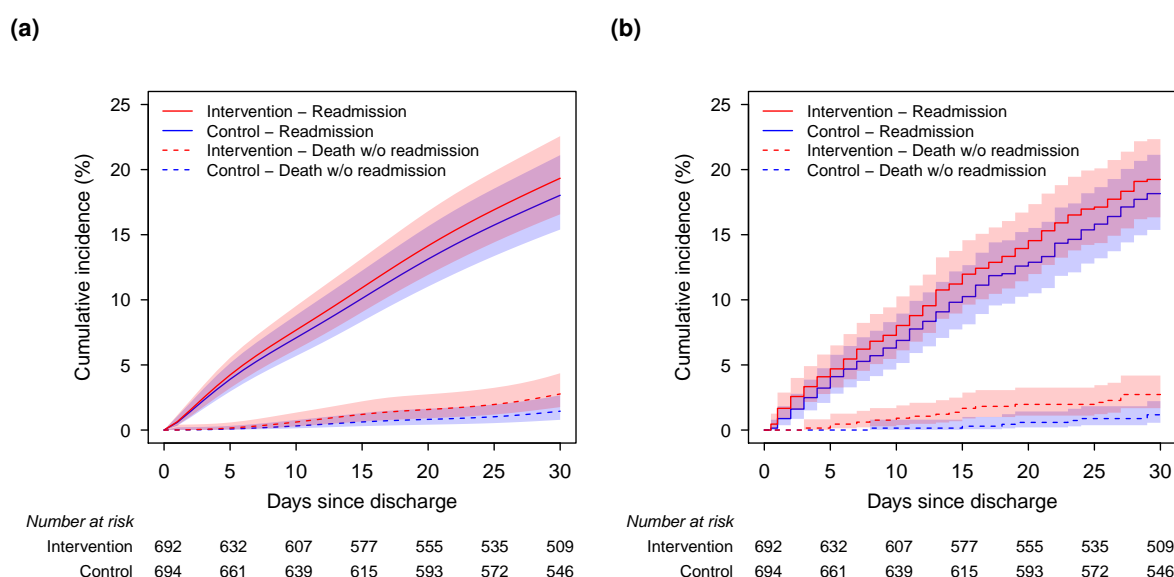 (a)
25
20
15
10
5
0
Cumulative incidence (%)
Intervention – Readmission
Control – Readmission
Intervention – Death w/o readmission
Control – Death w/o readmission
0 5 10 15 20 25 30
Days since discharge
Number at risk
Intervention 692 632 607 577 555 535 509
Control 694 661 639 615 593 572 546
(b)
25
20
15
10
5
0
Cumulative incidence (%)
Intervention – Readmission
Control – Readmission
Intervention – Death w/o readmission
Control – Death w/o readmission
0 5 10 15 20 25 30
Days since discharge
Number at risk
Intervention 692 632 607 577 555 535 509
Control 694 661 639 615 593 572 546